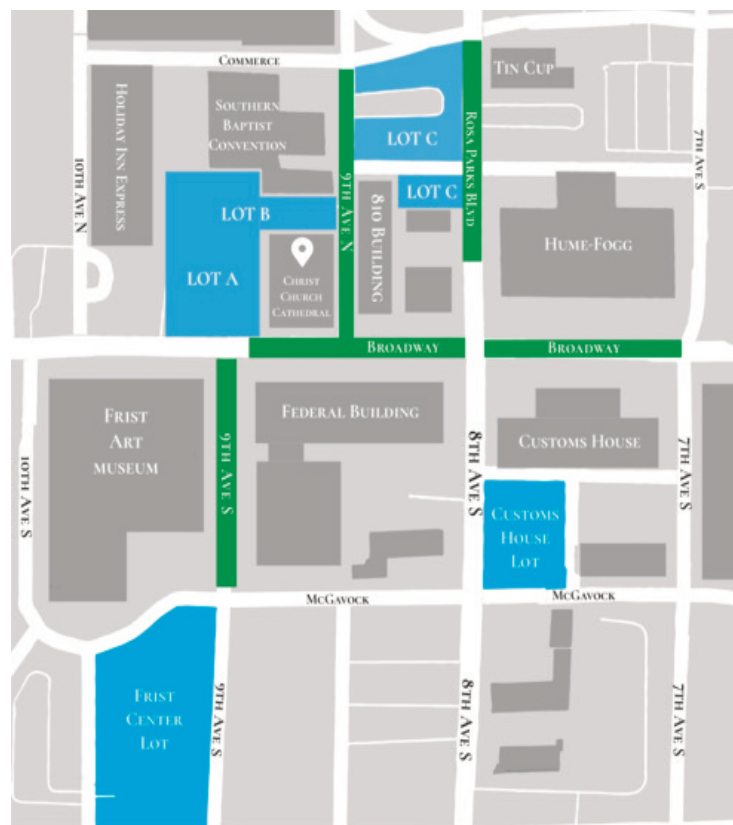 Commerce
Tin Cup
Southern
Baptist
Convention
Holiday Inn Express
10th Ave N
9th Ave N
LOT C
Rosa Parks Blvd
7th Ave S
LOT C
810 Building
LOT B
Hume-Fogg
LOT A
Christ
Church
Cathedral
Broadway
Broadway
Frist
Art
museum
Federal Building
Customs House
10th Ave S
9th Ave S
8th Ave S
7th Ave S
Customs
House
Lot
McGavock
McGavock
Frist
Center
Lot
9th Ave S
8th Ave S
7th Ave S